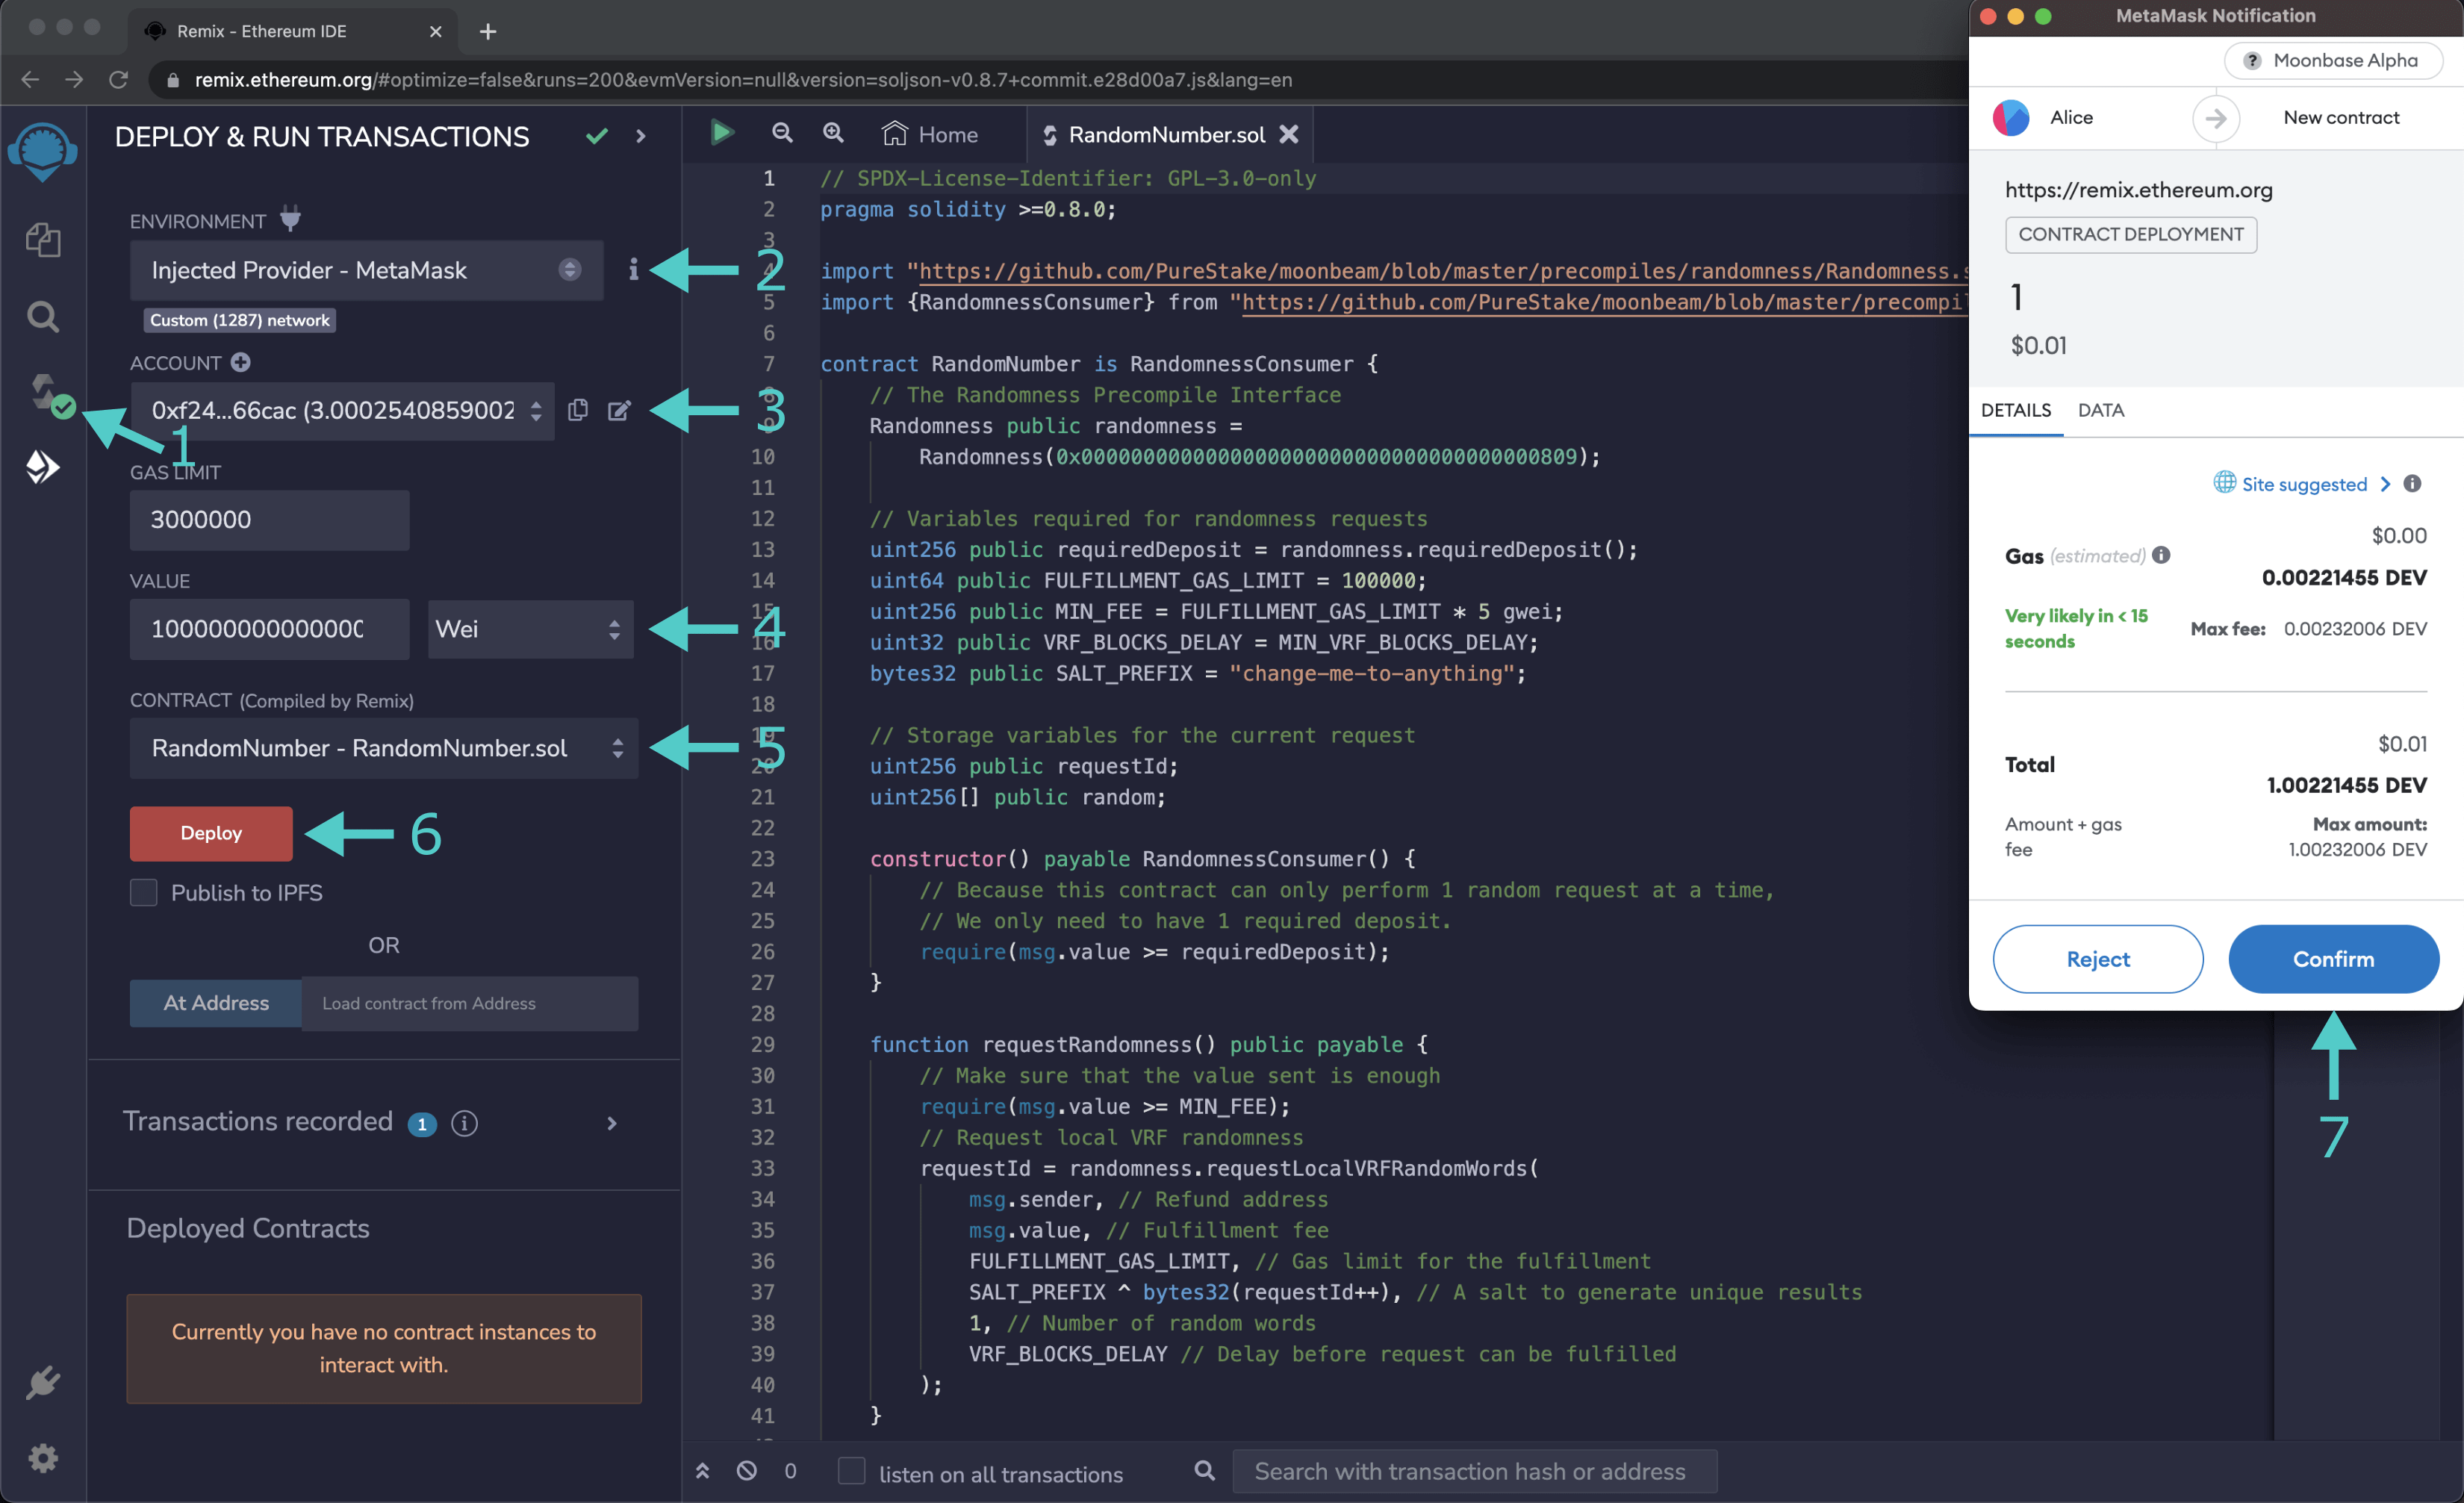 Remix - Ethereum IDE
remix.ethereum.org/#optimize=false&runs=200&evmVersion=null&version=soljson-v0.8.7+commit.e28d00a7.js&lang=en
DEPLOY & RUN TRANSACTIONS
ENVIRONMENT
Injected Provider - MetaMask
2
Custom (1287) network
ACCOUNT
0xf24...66cac (3.0002540859002
3
1
GAS LIMIT
3000000
VALUE
Wei
4
CONTRACT (Compiled by Remix)
RandomNumber - RandomNumber.sol
5
Deploy
6
Publish to IPFS
OR
At Address
Load contract from Address
Transactions recorded 1
Deployed Contracts
Currently you have no contract instances to
interact with.
Home
RandomNumber.sol
1 // SPDX-License-Identifier: GPL-3.0-only
2 pragma solidity >=0.8.0;
3
4 import "https://github.com/PureStake/moonbeam/blob/master/precompiles/randomness/Randomness.s
5 import {RandomnessConsumer} from "https://github.com/PureStake/moonbeam/blob/master/precompil
6
7 contract RandomNumber is RandomnessConsumer {
8 // The Randomness Precompile Interface
9 Randomness public randomness =
10 Randomness(0x0000000000000000000000000000000000000809);
11
12 // Variables required for randomness requests
13 uint256 public requiredDeposit = randomness.requiredDeposit();
14 uint64 public FULFILLMENT_GAS_LIMIT = 100000;
15 uint256 public MIN_FEE = FULFILLMENT_GAS_LIMIT * 5 gwei;
16 uint32 public VRF_BLOCKS_DELAY = MIN_VRF_BLOCKS_DELAY;
17 bytes32 public SALT_PREFIX = "change-me-to-anything";
18
19 // Storage variables for the current request
20 uint256 public requestId;
21 uint256[] public random;
22
23 constructor() payable RandomnessConsumer() {
24 // Because this contract can only perform 1 random request at a time,
25 // We only need to have 1 required deposit.
26 require(msg.value >= requiredDeposit);
27 }
28
29 function requestRandomness() public payable {
30 // Make sure that the value sent is enough
31 require(msg.value >= MIN_FEE);
32 // Request local VRF randomness
33 requestId = randomness.requestLocalVRFRandomWords(
34 msg.sender, // Refund address
35 msg.value, // Fulfillment fee
36 FULFILLMENT_GAS_LIMIT, // Gas limit for the fulfillment
37 SALT_PREFIX ^ bytes32(requestId++), // A salt to generate unique results
38 1, // Number of random words
39 VRF_BLOCKS_DELAY // Delay before request can be fulfilled
40 );
41 }
0
listen on all transactions
Search with transaction hash or address
MetaMask Notification
Moonbase Alpha
Alice
New contract
https://remix.ethereum.org
CONTRACT DEPLOYMENT
1
$0.01
DETAILS DATA
Site suggested
$0.00
Gas (estimated)
0.00221455 DEV
Very likely in < 15
seconds
Max fee: 0.00232006 DEV
$0.01
Total
1.00221455 DEV
Amount + gas
fee
Max amount:
1.00232006 DEV
Reject
Confirm
7